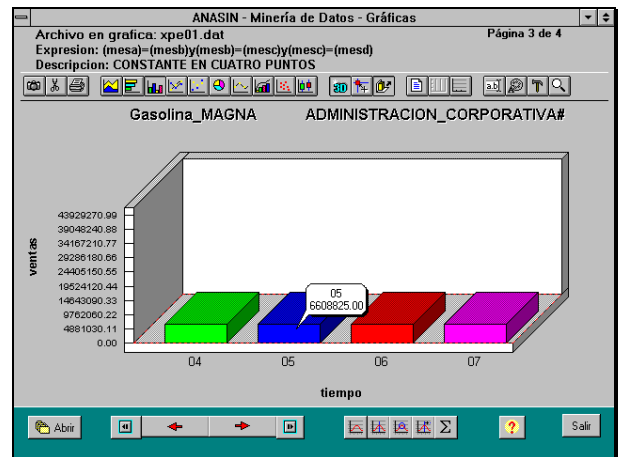 ANASIN - Minería de Datos - Gráficas
Archivo en grafica: xpe01.dat Página 3 de 4
Expresion: (mesa)=(mesb)y(mesb)=(mesc)y(mesc)=(mesd)
Descripcion: CONSTANTE EN CUATRO PUNTOS
3D
ab
Gasolina_MAGNA ADMINISTRACION_CORPORATIVA#
ventas
43929270.99
39048240.88
34167210.77
29286180.66
24405150.55
19524120.44
14643090.33
9762060.22
4881030.11
0.00
05
6608825.00
04 05 06 07
tiempo
Abrir Σ ? Salir